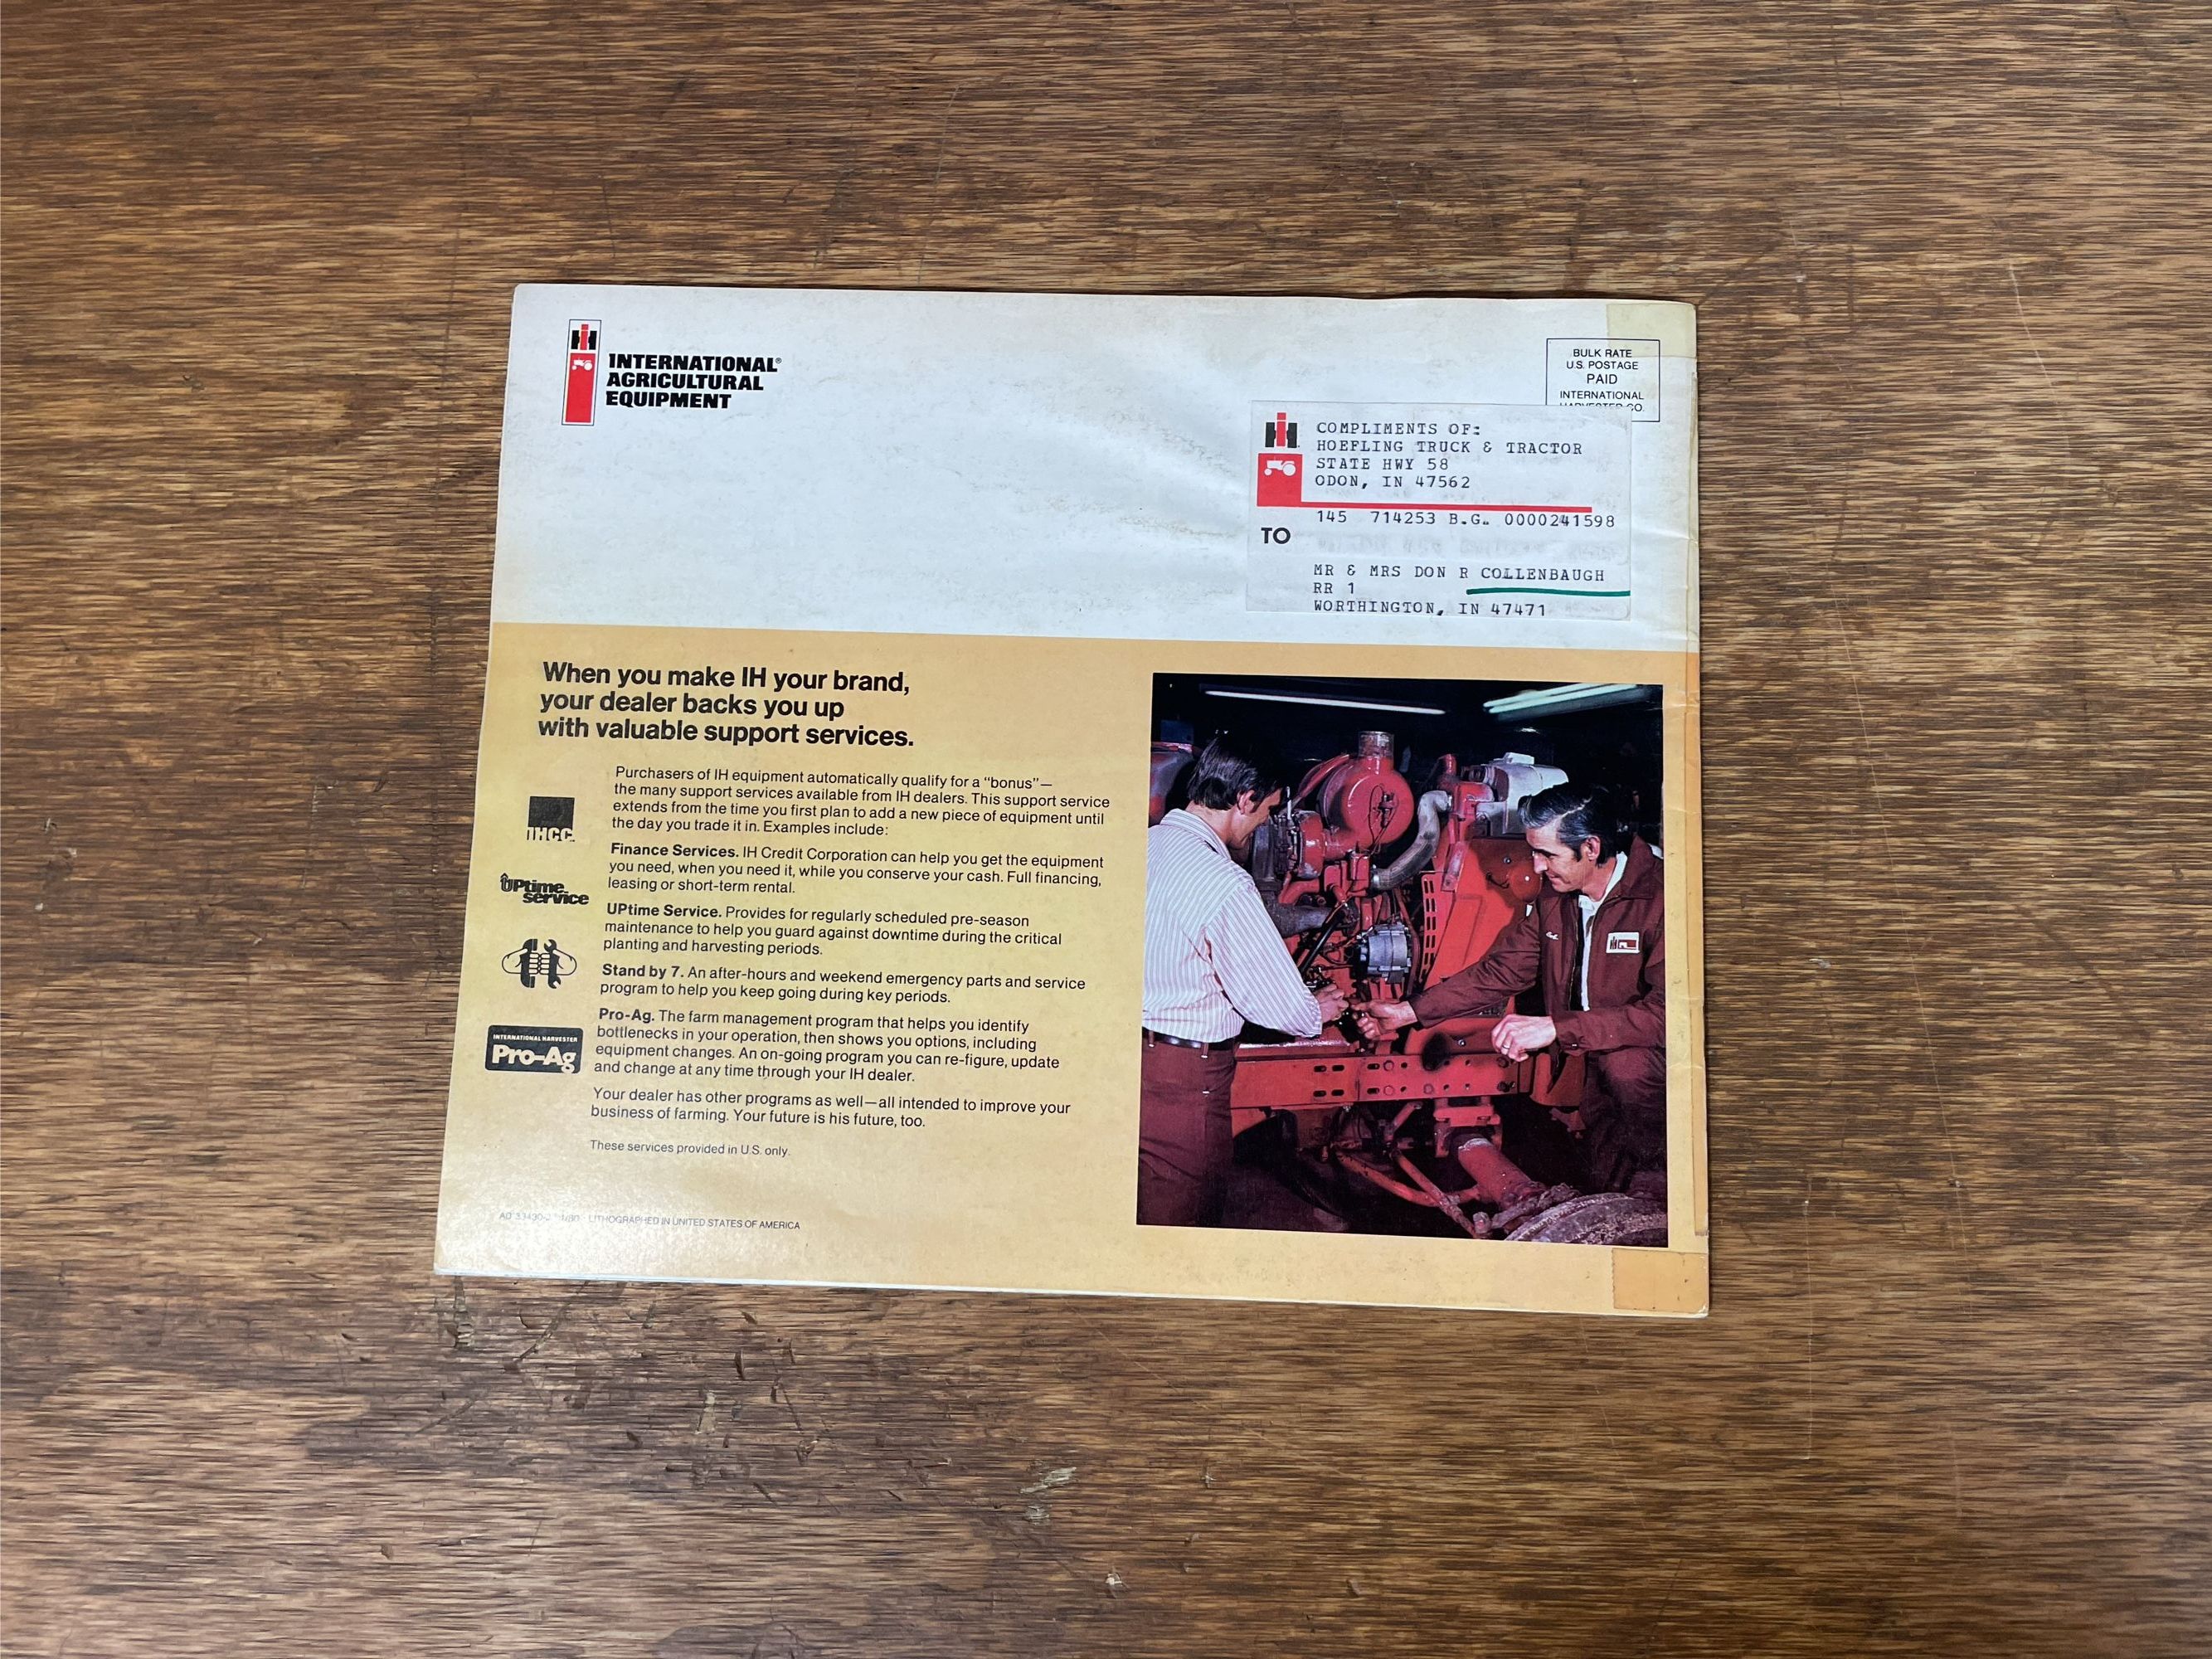 INTERNATIONAL®
AGRICULTURAL
EQUIPMENT
BULK RATE
U.S. POSTAGE
PAID
INTERNATIONAL
HARVESTER CO.
COMPLIMENTS OF:
HOEFLING TRUCK & TRACTOR
STATE HWY 58
ODON, IN 47562
145 714253 B.G. 0000241598
TO
MR & MRS DON R COLLENBAUGH
RR 1
WORTHINGTON, IN 47471
When you make IH your brand,
your dealer backs you up
with valuable support services.
Purchasers of IH equipment automatically qualify for a “bonus”—
the many support services available from IH dealers. This support service
extends from the time you first plan to add a new piece of equipment until
the day you trade it in. Examples include:
IHCC
Finance Services. IH Credit Corporation can help you get the equipment
you need, when you need it, while you conserve your cash. Full financing,
leasing or short-term rental.
UPtime
service
UPtime Service. Provides for regularly scheduled pre-season
maintenance to help you guard against downtime during the critical
planting and harvesting periods.
Stand by 7. An after-hours and weekend emergency parts and service
program to help you keep going during key periods.
INTERNATIONAL HARVESTER
Pro-Ag
Pro-Ag. The farm management program that helps you identify
bottlenecks in your operation, then shows you options, including
equipment changes. An on-going program you can re-figure, update
and change at any time through your IH dealer.
Your dealer has other programs as well—all intended to improve your
business of farming. Your future is his future, too.
These services provided in U.S. only.
LITHOGRAPHED IN UNITED STATES OF AMERICA